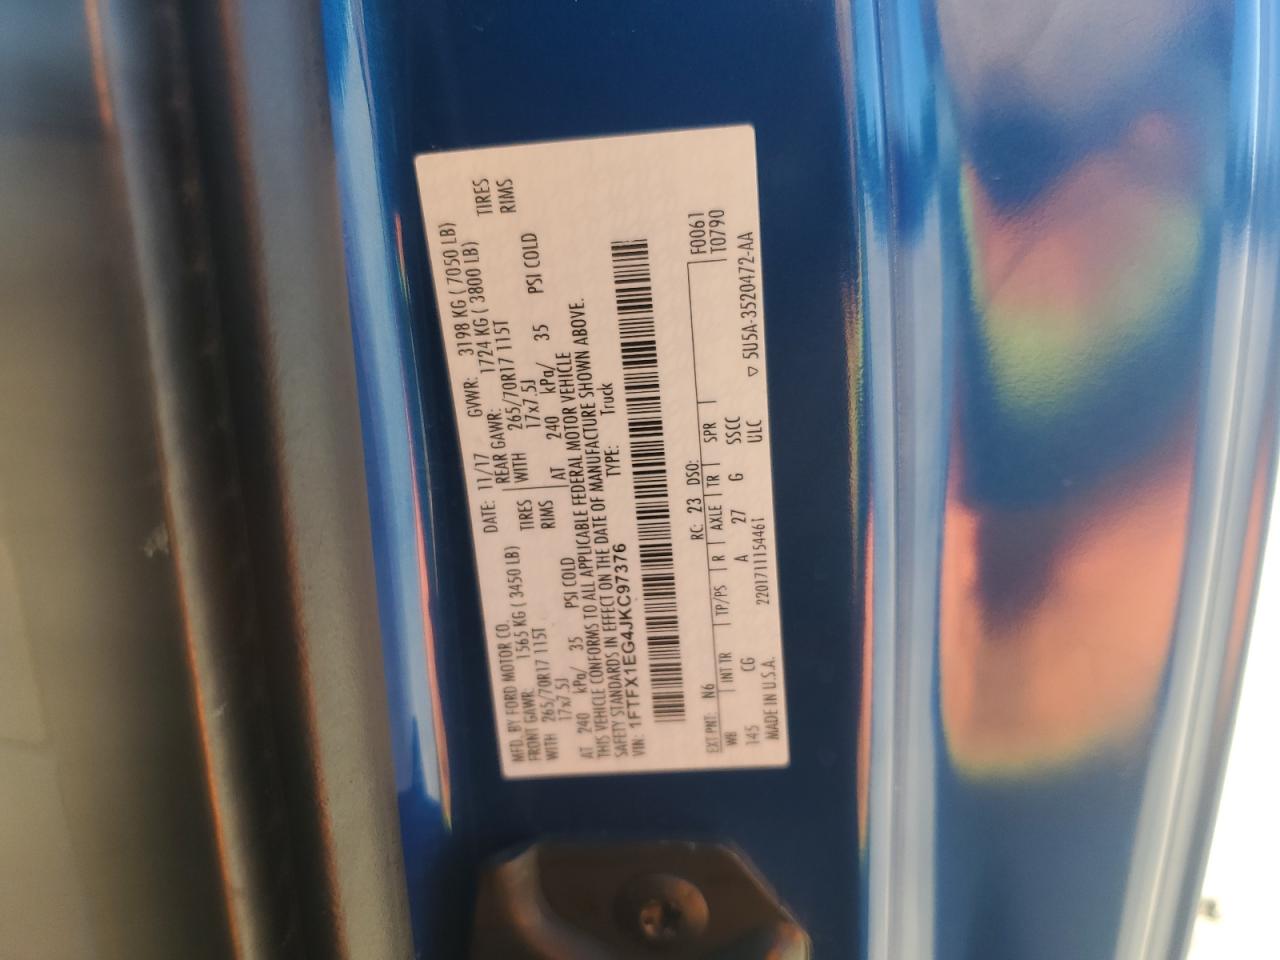 MFD. BY FORD MOTOR CO. DATE: 11/17 GVWR: 3198 KG ( 7050 LB)
FRONT GAWR: 1565 KG ( 3450 LB) REAR GAWR: 1724 KG ( 3800 LB)
WITH 265/70R17 115T TIRES WITH 265/70R17 115T TIRES
17x7.5J RIMS 17x7.5J RIMS
AT 240 kPa/ 35 PSI COLD AT 240 kPa/ 35 PSI COLD
THIS VEHICLE CONFORMS TO ALL APPLICABLE FEDERAL MOTOR VEHICLE
SAFETY STANDARDS IN EFFECT ON THE DATE OF MANUFACTURE SHOWN ABOVE.
VIN: 1FTFX1EG4JKC97376 TYPE: Truck
F0061
EXT PNT: N6 RC: 23 DSO: T0790
WB INT TR TP/PS R AXLE TR SPR
145 CG A 27 G SSCC
MADE IN U.S.A. 2201711154461 ULC ▽ 5U5A-3520472-AA